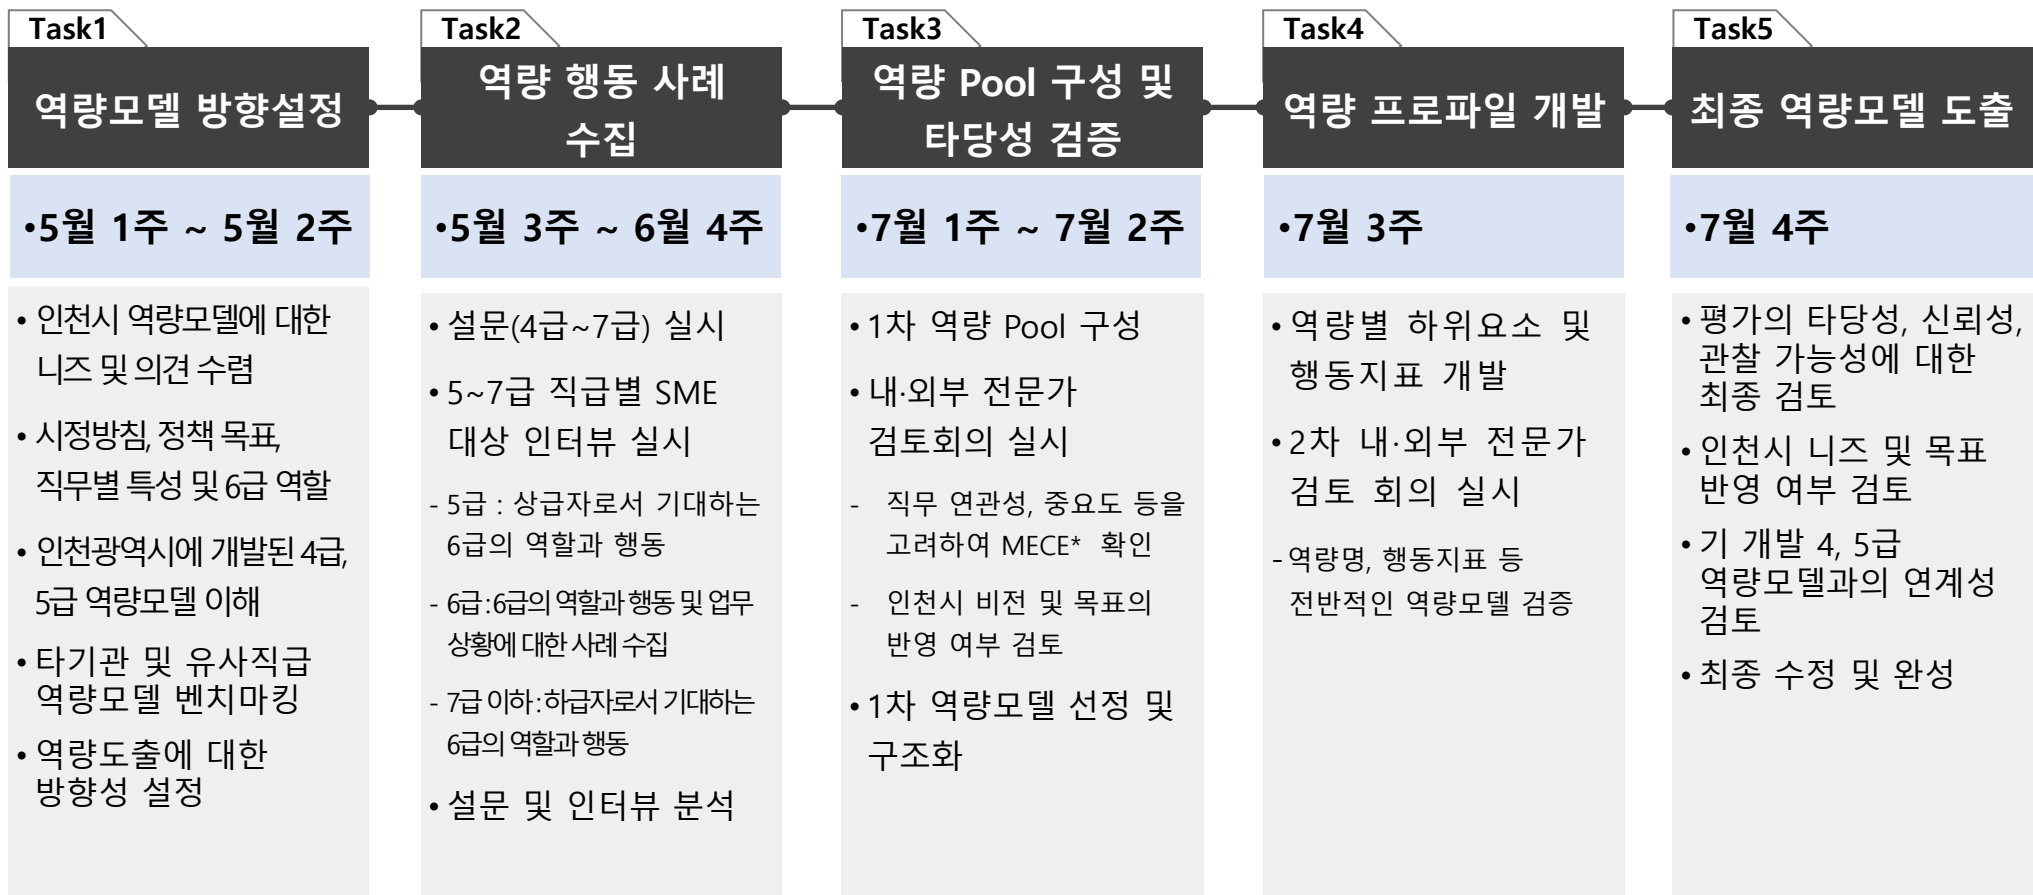 Task1
역량모델 방향설정
•5월 1주 ~ 5월 2주
• 인천시 역량모델에 대한
니즈 및 의견 수렴
• 시정방침, 정책 목표,
직무별 특성 및 6급 역할
• 인천광역시에 개발된 4급,
5급 역량모델 이해
• 타기관 및 유사직급
역량모델 벤치마킹
• 역량도출에 대한
방향성 설정
Task2
역량 행동 사례
수집
•5월 3주 ~ 6월 4주
• 설문(4급~7급) 실시
• 5~7급 직급별 SME
대상 인터뷰 실시
- 5급 : 상급자로서 기대하는
6급의 역할과 행동
- 6급 : 6급의 역할과 행동 및 업무
상황에 대한 사례 수집
- 7급 이하 : 하급자로서 기대하는
6급의 역할과 행동
• 설문 및 인터뷰 분석
Task3
역량 Pool 구성 및
타당성 검증
•7월 1주 ~ 7월 2주
• 1차 역량 Pool 구성
• 내·외부 전문가
검토회의 실시
- 직무 연관성, 중요도 등을
고려하여 MECE* 확인
- 인천시 비전 및 목표의
반영 여부 검토
• 1차 역량모델 선정 및
구조화
Task4
역량 프로파일 개발
•7월 3주
• 역량별 하위요소 및
행동지표 개발
• 2차 내·외부 전문가
검토 회의 실시
- 역량명, 행동지표 등
전반적인 역량모델 검증
Task5
최종 역량모델 도출
•7월 4주
• 평가의 타당성, 신뢰성,
관찰 가능성에 대한
최종 검토
• 인천시 니즈 및 목표
반영 여부 검토
• 기 개발 4, 5급
역량모델과의 연계성
검토
• 최종 수정 및 완성